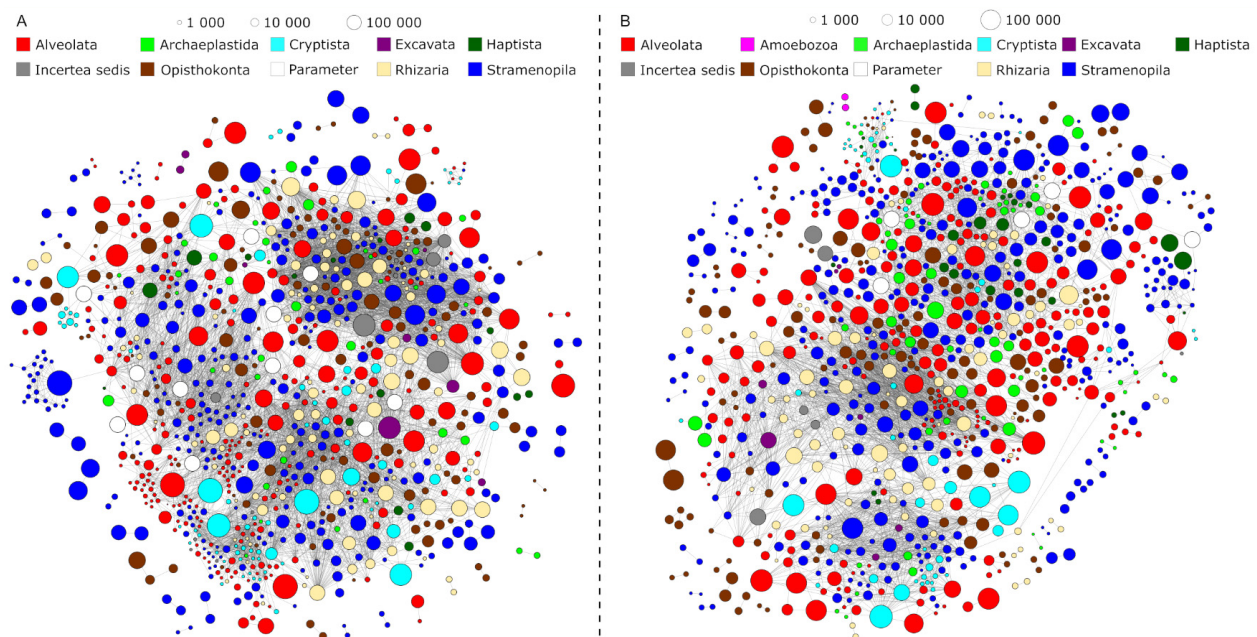 A
1 000 10 000 100 000
Alveolata Archaeplastida Cryptista Excavata Haptista
Incertea sedis Opisthokonta Parameter Rhizaria Stramenopila
B
1 000 10 000 100 000
Alveolata Amoebozoa Archaeplastida Cryptista Excavata Haptista
Incertea sedis Opisthokonta Parameter Rhizaria Stramenopila